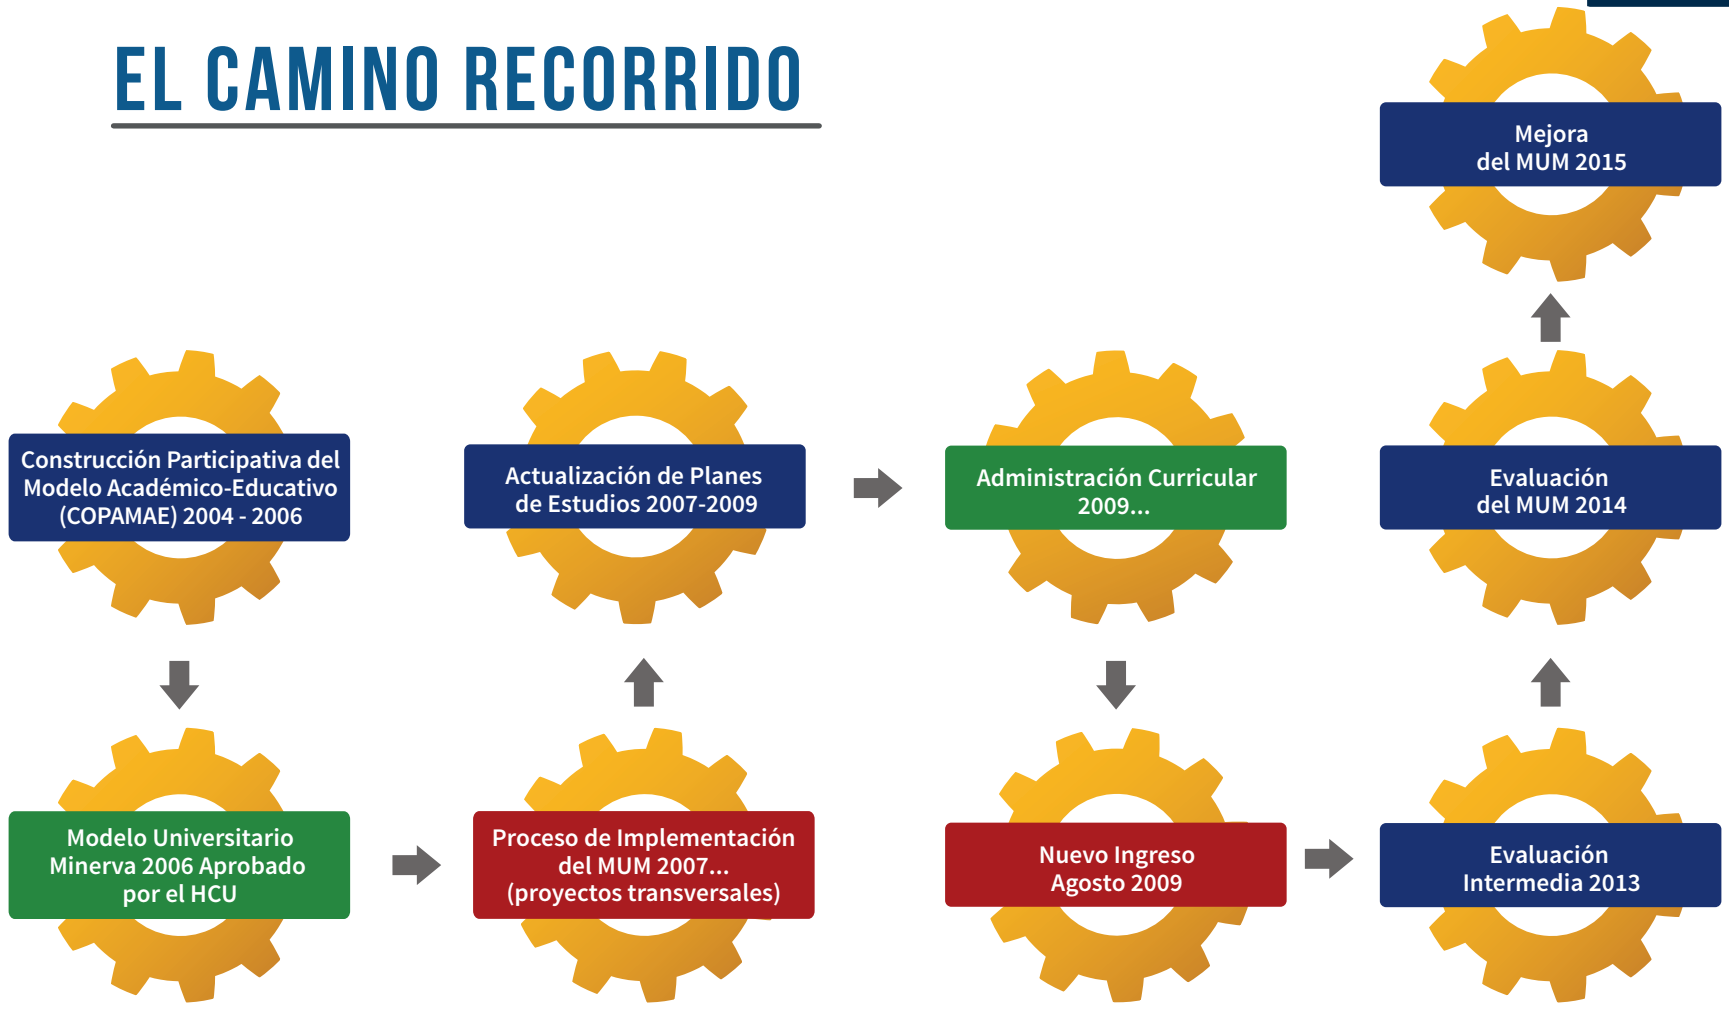 EL CAMINO RECORRIDO
Construcción Participativa del
Modelo Académico-Educativo
(COPAMAE) 2004 - 2006
Modelo Universitario
Minerva 2006 Aprobado
por el HCU
Proceso de Implementación
del MUM 2007...
(proyectos transversales)
Actualización de Planes
de Estudios 2007-2009
Administración Curricular
2009...
Nuevo Ingreso
Agosto 2009
Evaluación
Intermedia 2013
Evaluación
del MUM 2014
Mejora
del MUM 2015